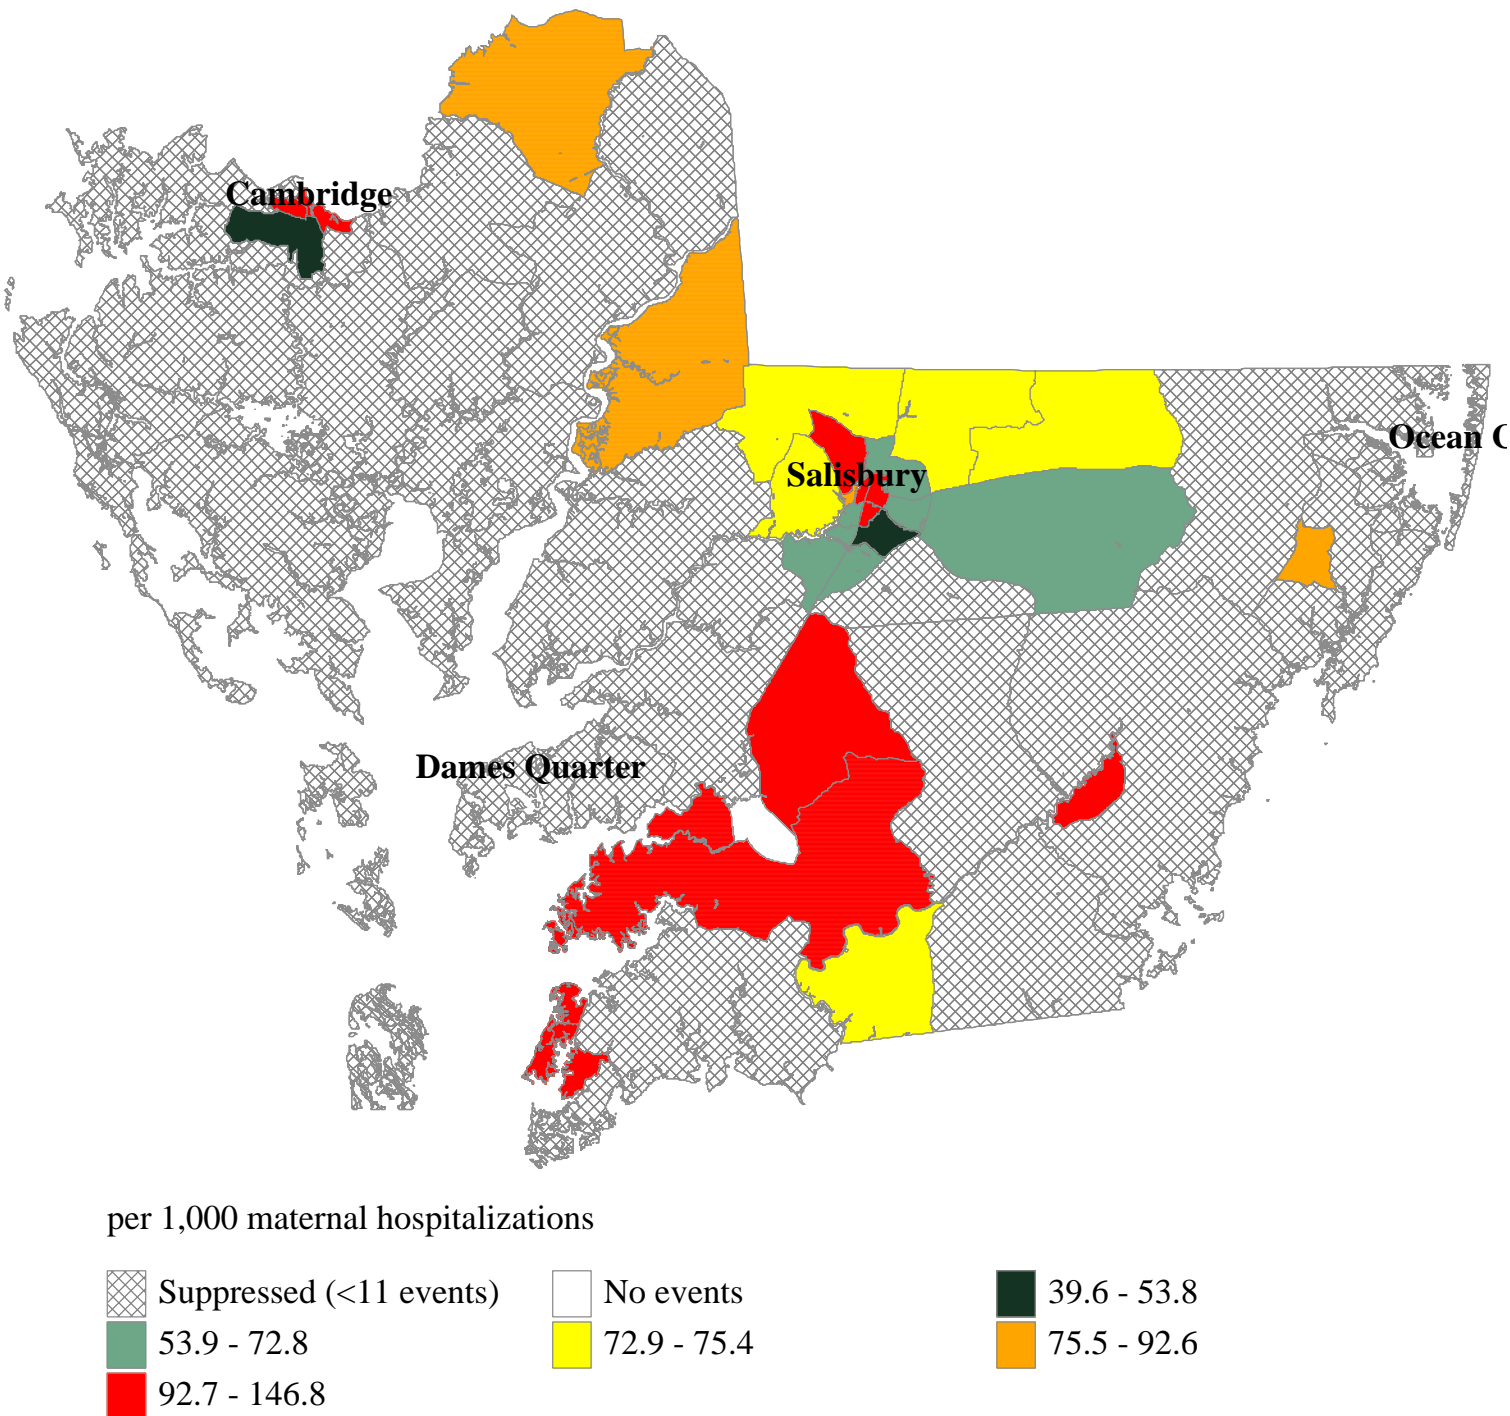 Cambridge
Ocean C
Salisbury
Dames Quarter
per 1,000 maternal hospitalizations
Suppressed (<11 events)
No events
39.6 - 53.8
53.9 - 72.8
72.9 - 75.4
75.5 - 92.6
92.7 - 146.8